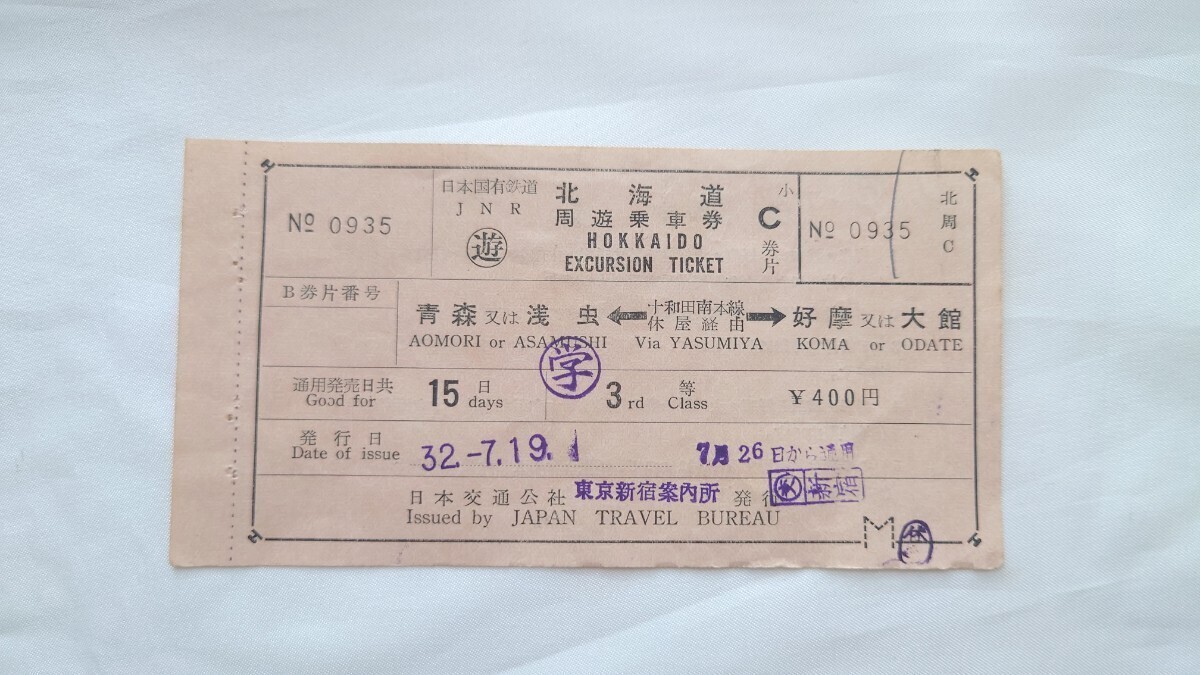 № 0935
日本国有鉄道
JNR
遊
北海道
周遊乗車券
HOKKAIDO
EXCURSION TICKET
小
C
券片
№ 0935
北周C
B券片番号
青森又は浅虫
十和田南本線
休屋経由
好摩又は大館
AOMORI or ASAMUSHI Via YASUMIYA KOMA or ODATE
学
通用発売日共 15日 3等 ¥400円
Good for days rd Class
発行日
Date of issue
32.-7.19.
7月26日から通用
日本交通公社 東京新宿案内所 発行
新宿
Issued by JAPAN TRAVEL BUREAU
M